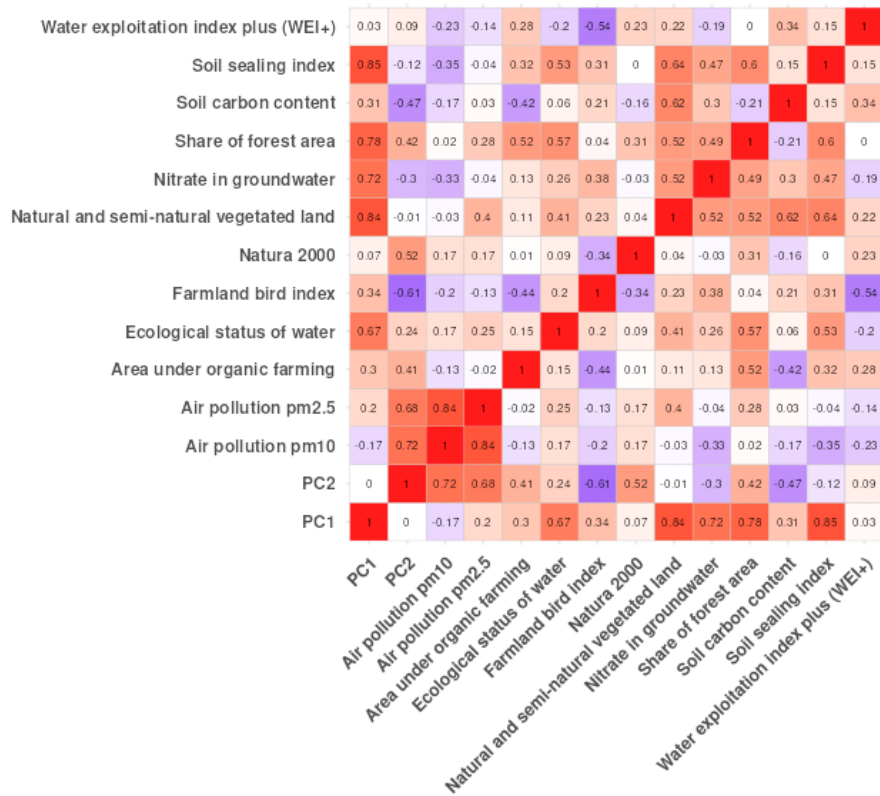 Water exploitation index plus (WEI+) 0.03 0.09 -0.23 -0.14 0.28 -0.2 -0.54 0.23 0.22 -0.19 0 0.34 0.15 1
Soil sealing index 0.85 -0.12 -0.35 -0.04 0.32 0.53 0.31 0 0.64 0.47 0.6 0.15 1 0.15
Soil carbon content 0.31 -0.47 -0.17 0.03 -0.42 0.06 0.21 -0.16 0.62 0.3 -0.21 1 0.15 0.34
Share of forest area 0.78 0.42 0.02 0.28 0.52 0.57 0.04 0.31 0.52 0.49 1 -0.21 0.6 0
Nitrate in groundwater 0.72 -0.3 -0.33 -0.04 0.13 0.26 0.38 -0.03 0.52 1 0.49 0.3 0.47 -0.19
Natural and semi-natural vegetated land 0.84 -0.01 -0.03 0.4 0.11 0.41 0.23 0.04 1 0.52 0.52 0.62 0.64 0.22
Natura 2000 0.07 0.52 0.17 0.17 0.01 0.09 -0.34 1 0.04 -0.03 0.31 -0.16 0 0.23
Farmland bird index 0.34 -0.61 -0.2 -0.13 -0.44 0.2 1 -0.34 0.23 0.38 0.04 0.21 0.31 -0.54
Ecological status of water 0.67 0.24 0.17 0.25 0.15 1 0.2 0.09 0.41 0.26 0.57 0.06 0.53 -0.2
Area under organic farming 0.3 0.41 -0.13 -0.02 1 0.15 -0.44 0.01 0.11 0.13 0.52 -0.42 0.32 0.28
Air pollution pm2.5 0.2 0.68 0.84 1 -0.02 0.25 -0.13 0.17 0.4 -0.04 0.28 0.03 -0.04 -0.14
Air pollution pm10 -0.17 0.72 1 0.84 -0.13 0.17 -0.2 0.17 -0.03 -0.33 0.02 -0.17 -0.35 -0.23
PC2 0 1 0.72 0.68 0.41 0.24 -0.61 0.52 -0.01 -0.3 0.42 -0.47 -0.12 0.09
PC1 1 0 -0.17 0.2 0.3 0.67 0.34 0.07 0.84 0.72 0.78 0.31 0.85 0.03
PC1
PC2
Air pollution pm10
Air pollution pm2.5
Area under organic farming
Ecological status of water
Farmland bird index
Natura 2000
Natural and semi-natural vegetated land
Nitrate in groundwater
Share of forest area
Soil carbon content
Soil sealing index
Water exploitation index plus (WEI+)